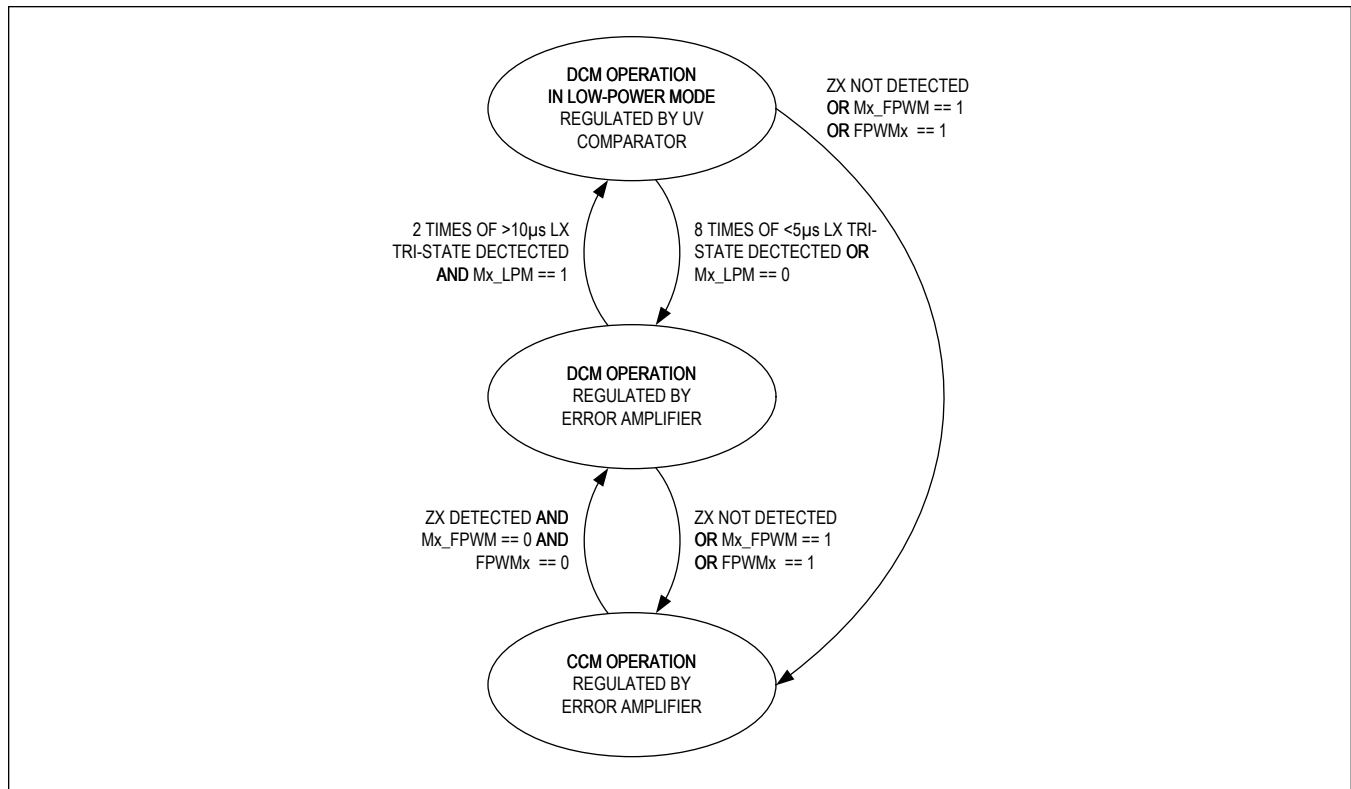 DCM OPERATION
IN LOW-POWER MODE
REGULATED BY UV
COMPARATOR
ZX NOT DETECTED
OR Mx_FPWM == 1
OR FPWMx == 1
2 TIMES OF >10µs LX
TRI-STATE DECTECTED
AND Mx_LPM == 1
8 TIMES OF <5µs LX TRI-
STATE DECTECTED OR
Mx_LPM == 0
DCM OPERATION
REGULATED BY
ERROR AMPLIFIER
ZX DETECTED AND
Mx_FPWM == 0 AND
FPWMx == 0
ZX NOT DETECTED
OR Mx_FPWM == 1
OR FPWMx == 1
CCM OPERATION
REGULATED BY
ERROR AMPLIFIER